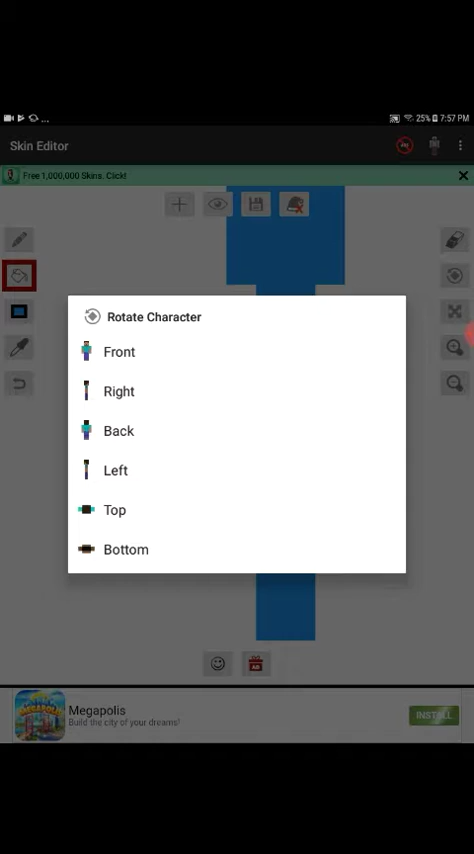 25% 7:57 PM
Skin Editor
Free 1,000,000 Skins. Click!
Rotate Character
Front
Right
Back
Left
Top
Bottom
Megapolis
Build the city of your dreams!
INSTALL